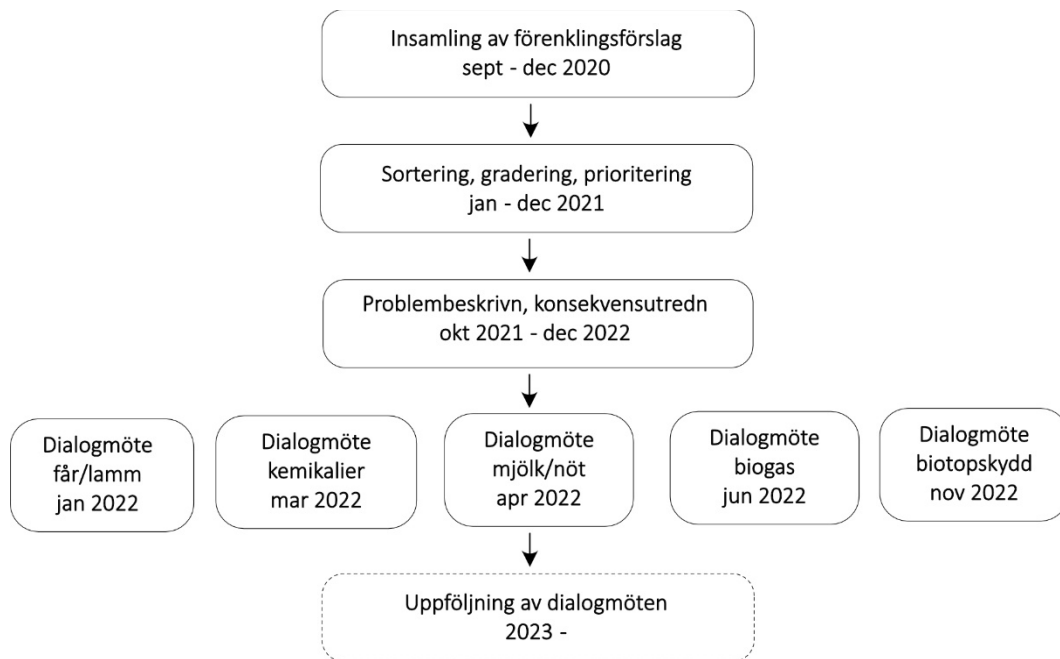 Insamling av förenklingsförslag
sept - dec 2020
Sortering, gradering, prioritering
jan - dec 2021
Problembeskrivn, konsekvensutredn
okt 2021 - dec 2022
Dialogmöte
får/lamm
jan 2022
Dialogmöte
kemikalier
mar 2022
Dialogmöte
mjölk/nöt
apr 2022
Dialogmöte
biogas
jun 2022
Dialogmöte
biotopskydd
nov 2022
Uppföljning av dialogmöten
2023 -